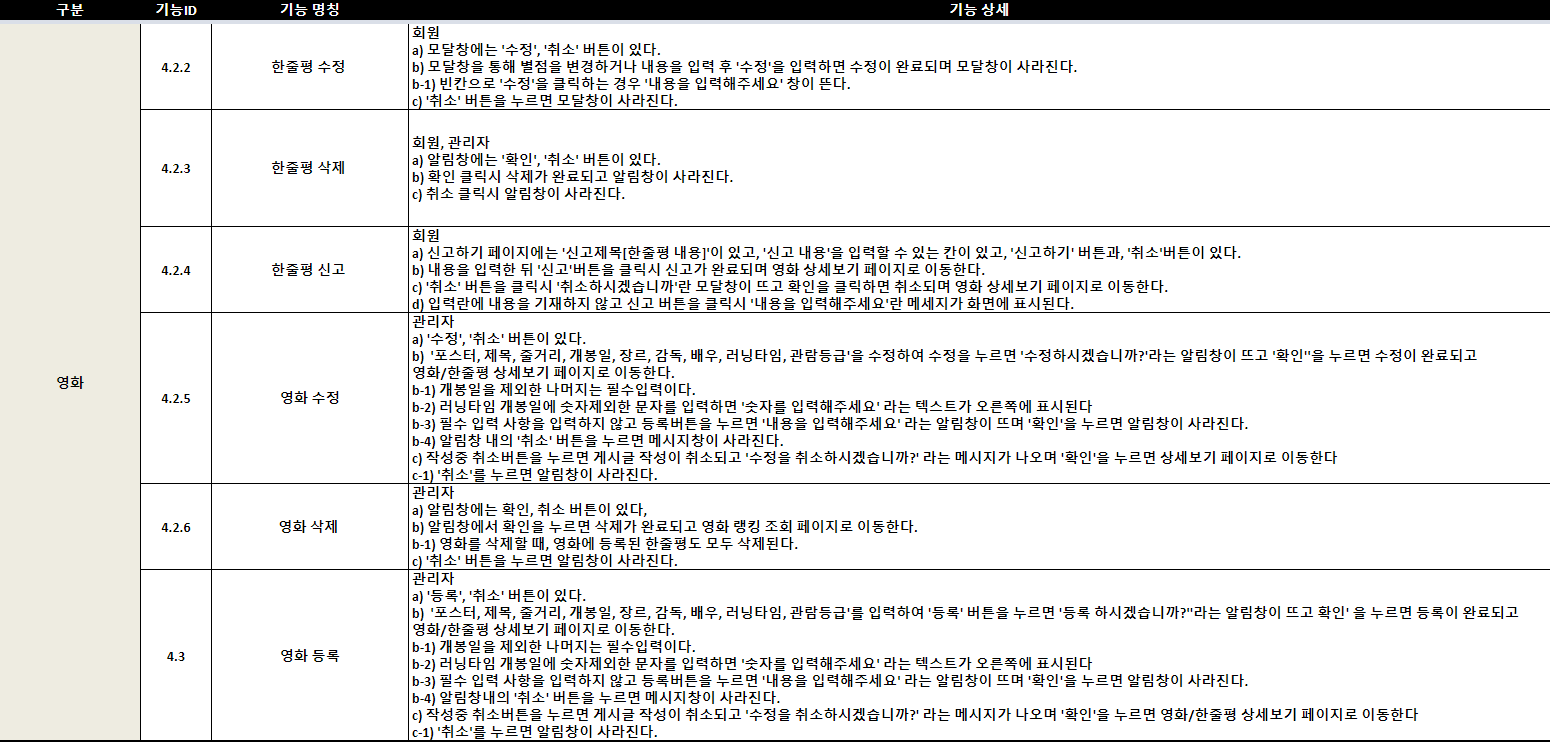 구분 기능ID 기능 명칭 기능 상세
영화
4.2.2 한줄평 수정
회원
a) 모달창에는 '수정', '취소' 버튼이 있다.
b) 모달창을 통해 별점을 변경하거나 내용을 입력 후 '수정'을 입력하면 수정이 완료되며 모달창이 사라진다.
b-1) 빈칸으로 '수정'을 클릭하는 경우 '내용을 입력해주세요' 창이 뜬다.
c) '취소' 버튼을 누르면 모달창이 사라진다.
4.2.3 한줄평 삭제
회원, 관리자
a) 알림창에는 '확인', '취소' 버튼이 있다.
b) 확인 클릭시 삭제가 완료되고 알림창이 사라진다.
c) 취소 클릭시 알림창이 사라진다.
4.2.4 한줄평 신고
회원
a) 신고하기 페이지에는 '신고제목[한줄평 내용]'이 있고, '신고 내용'을 입력할 수 있는 칸이 있고, '신고하기' 버튼과, '취소'버튼이 있다.
b) 내용을 입력한 뒤 '신고'버튼을 클릭시 신고가 완료되며 영화 상세보기 페이지로 이동한다.
c) '취소' 버튼을 클릭시 '취소하시겠습니까'란 모달창이 뜨고 확인을 클릭하면 취소되며 영화 상세보기 페이지로 이동한다.
d) 입력란에 내용을 기재하지 않고 신고 버튼을 클릭시 '내용을 입력해주세요'란 메세지가 화면에 표시된다.
4.2.5 영화 수정
관리자
a) '수정', '취소' 버튼이 있다.
b) '포스터, 제목, 줄거리, 개봉일, 장르, 감독, 배우, 러닝타임, 관람등급'을 수정하여 수정을 누르면 '수정하시겠습니까?'라는 알림창이 뜨고 '확인''을 누르면 수정이 완료되고
영화/한줄평 상세보기 페이지로 이동한다.
b-1) 개봉일을 제외한 나머지는 필수입력이다.
b-2) 러닝타임 개봉일에 숫자제외한 문자를 입력하면 '숫자를 입력해주세요' 라는 텍스트가 오른쪽에 표시된다
b-3) 필수 입력 사항을 입력하지 않고 등록버튼을 누르면 '내용을 입력해주세요' 라는 알림창이 뜨며 '확인'을 누르면 알림창이 사라진다.
b-4) 알림창 내의 '취소' 버튼을 누르면 메시지창이 사라진다.
c) 작성중 취소버튼을 누르면 게시글 작성이 취소되고 '수정을 취소하시겠습니까?' 라는 메시지가 나오며 '확인'을 누르면 상세보기 페이지로 이동한다
c-1) '취소'를 누르면 알림창이 사라진다.
4.2.6 영화 삭제
관리자
a) 알림창에는 확인, 취소 버튼이 있다,
b) 알림창에서 확인을 누르면 삭제가 완료되고 영화 랭킹 조회 페이지로 이동한다.
b-1) 영화를 삭제할 때, 영화에 등록된 한줄평도 모두 삭제된다.
c) '취소' 버튼을 누르면 알림창이 사라진다.
4.3 영화 등록
관리자
a) '등록', '취소' 버튼이 있다.
b) '포스터, 제목, 줄거리, 개봉일, 장르, 감독, 배우, 러닝타임, 관람등급'를 입력하여 '등록' 버튼을 누르면 '등록 하시겠습니까?''라는 알림창이 뜨고 확인' 을 누르면 등록이 완료되고
영화/한줄평 상세보기 페이지로 이동한다.
b-1) 개봉일을 제외한 나머지는 필수입력이다.
b-2) 러닝타임 개봉일에 숫자제외한 문자를 입력하면 '숫자를 입력해주세요' 라는 텍스트가 오른쪽에 표시된다
b-3) 필수 입력 사항을 입력하지 않고 등록버튼을 누르면 '내용을 입력해주세요' 라는 알림창이 뜨며 '확인'을 누르면 알림창이 사라진다.
b-4) 알림창내의 '취소' 버튼을 누르면 메시지창이 사라진다.
c) 작성중 취소버튼을 누르면 게시글 작성이 취소되고 '수정을 취소하시겠습니까?' 라는 메시지가 나오며 '확인'을 누르면 영화/한줄평 상세보기 페이지로 이동한다
c-1) '취소'를 누르면 알림창이 사라진다.